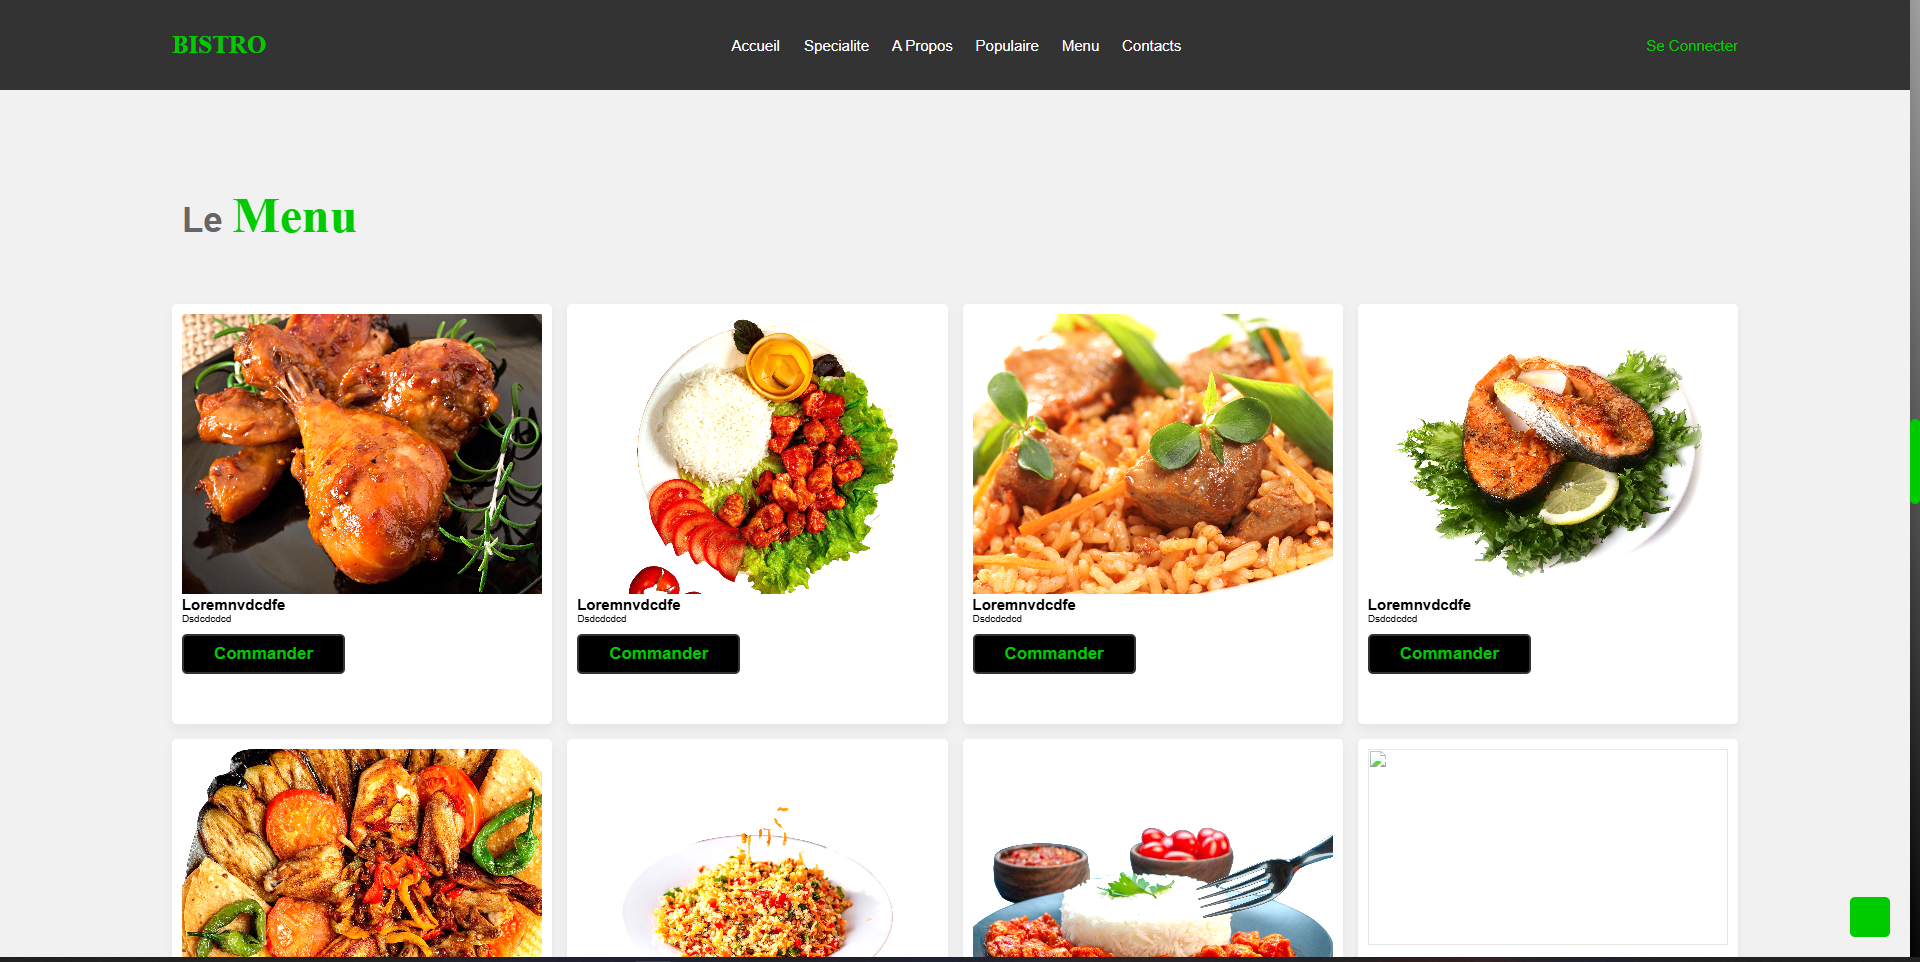 BISTRO
Accueil Specialite A Propos Populaire Menu Contacts
Se Connecter
Le Menu
Loremnvdcdfe
Dsdcdcdcd
Commander
Loremnvdcdfe
Dsdcdcdcd
Commander
Loremnvdcdfe
Dsdcdcdcd
Commander
Loremnvdcdfe
Dsdcdcdcd
Commander